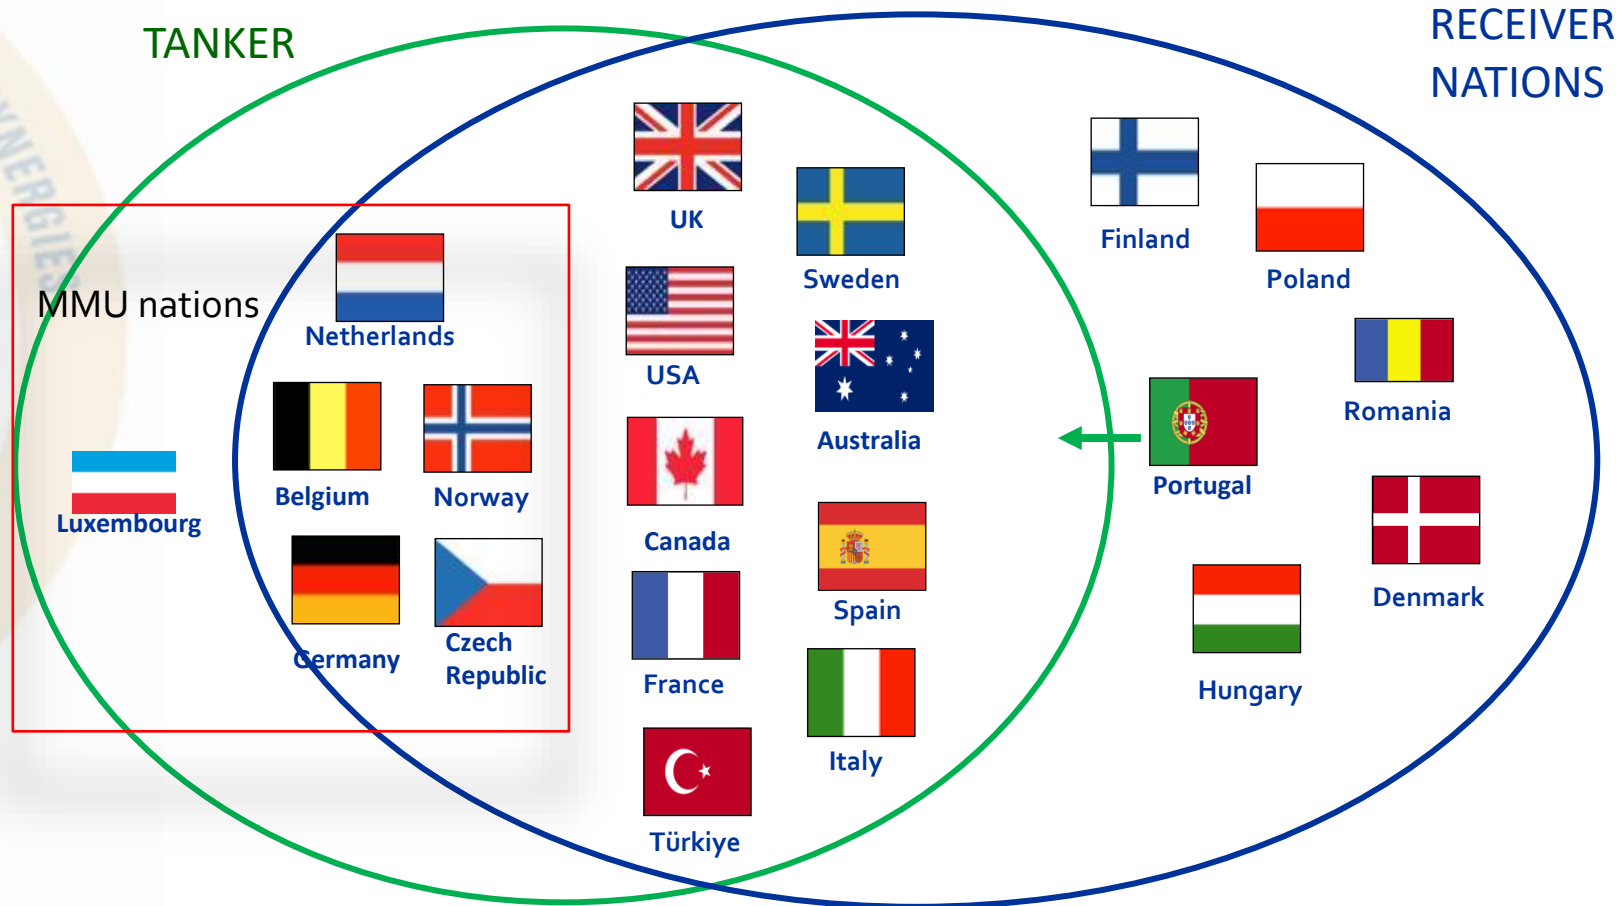 TANKER
RECEIVER
NATIONS
UK
Sweden
Finland
Poland
MMU nations
Netherlands
USA
Australia
Romania
Belgium
Norway
Luxembourg
Canada
Portugal
Germany
Czech
Republic
Spain
Denmark
France
Hungary
Italy
Türkiye